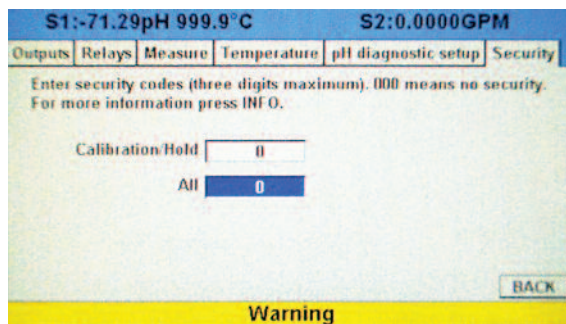 S1:-71.29pH 999.9°C S2:0.0000GPM
Outputs Relays Measure Temperature pH diagnostic setup Security
Enter security codes (three digits maximum). 000 means no security.
For more information press INFO.
Calibration/Hold 0
All 0
BACK
Warning